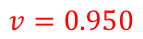 v = 0.950